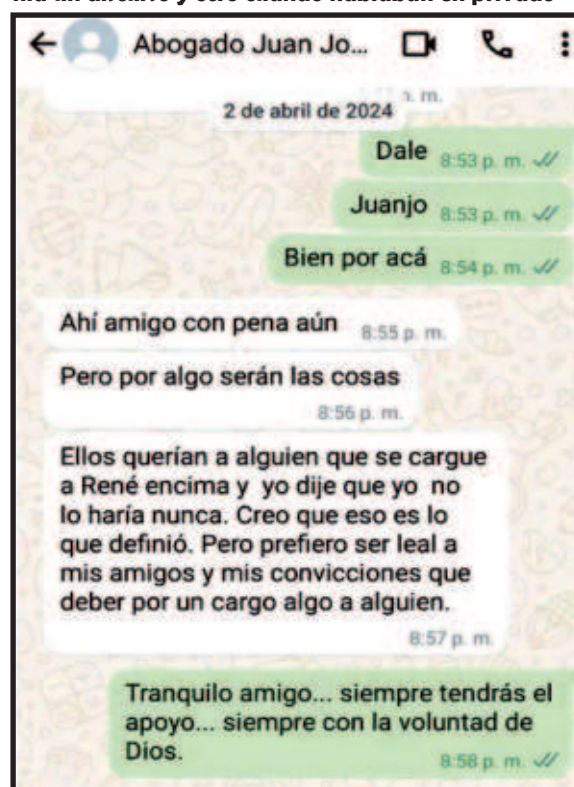 Abogado Juan Jo...
p. m.
2 de abril de 2024
Dale 8:53 p. m.
Juanjo 8:53 p. m.
Bien por acá 8:54 p. m.
Ahí amigo con pena aún 8:55 p. m.
Pero por algo serán las cosas
8:56 p. m.
Ellos querían a alguien que se cargue
a René encima y yo dije que yo no
lo haría nunca. Creo que eso es lo
que definió. Pero prefiero ser leal a
mis amigos y mis convicciones que
deber por un cargo algo a alguien.
8:57 p. m.
Tranquilo amigo... siempre tendrás el
apoyo... siempre con la voluntad de
Dios.
8:58 p. m.